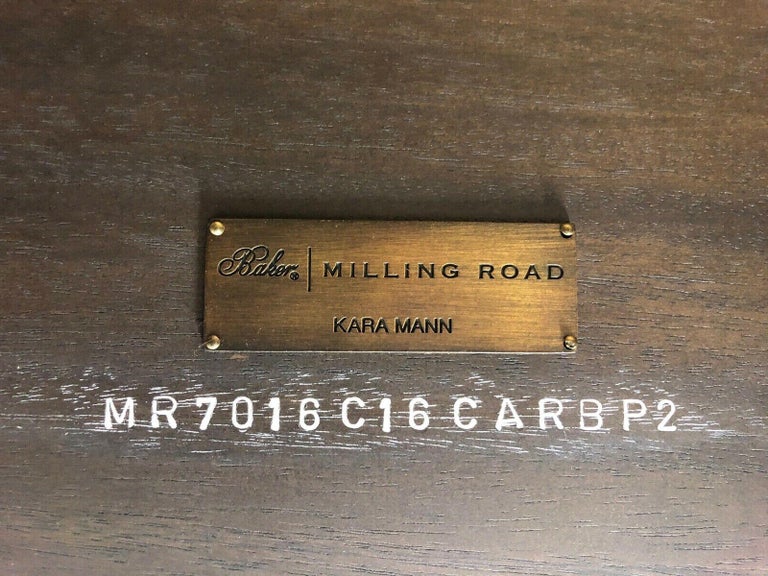 Baker® | MILLING ROAD
KARA MANN
MR7016C16CARBP2